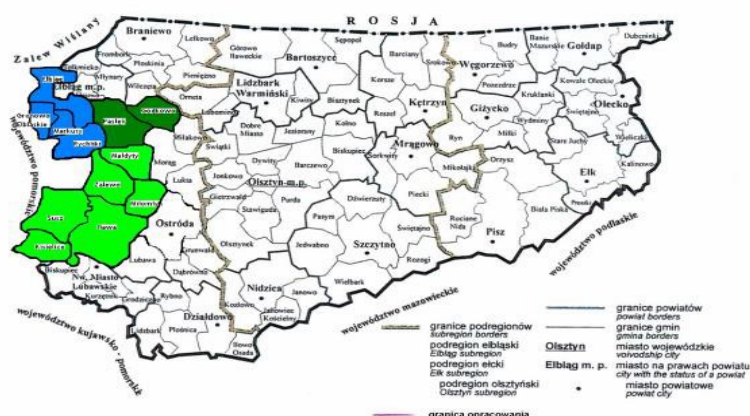 ROSJA
Zalew Wiślany
Braniewo
Lelkowo
Frombork
Płoskinia
Górowo
Iławeckie
Sępopol
Bartoszyce
Barciany
Srokowo
Węgorzewo
Budry
Banie
Mazurskie
Gołdap
Dubeninki
Tolkmicko
Młynary
Wilczęta
Pieniężno
Orneta
Lidzbark
Warmiński
Lubomino
Kiwity
Bisztynek
Korsze
Reszel
Kętrzyn
Giżycko
Pozezdrze
Kruklanki
Kowale Oleckie
Świętajno
Olecko
Wieliczki
Elbląg
Elbląg m. p.
Gronowo
Elbląskie
Markusy
Rychliki
Pasłęk
Godkowo
województwo pomorskie
Miłakowo
Świątki
Dobre
Miasto
Jeziorany
Kolno
Biskupiec
Sorkwity
Mrągowo
Ryn
Miłki
Wydminy
Stare Juchy
Ełk
Kalinowo
Małdyty
Morąg
Zalewo
Miłomłyn
Łukta
Jonkowo
Dywity
Barczewo
Olsztyn m.p.
Gietrzwałd
Stawiguda
Purda
Dźwierzuty
Piecki
Mikołajki
Orzysz
Prostki
Biała Piska
Susz
Iława
Kisielice
Ostróda
Olsztynek
Pasym
Szczytno
Świętajno
Ruciane
Nida
Pisz
Jedwabno
Rozogi
Wielbark
Biskupiec
Nw. Miasto
Lubawskie
Kurzętnik
Lubawa
Grunwald
Dąbrówno
Grodziczno
Rybno
Lidzbark
Płośnica
Działdowo
Nidzica
Kozłowo
Janowo
Janowiec
Kościelny
Iłowo
Osada
województwo podlaskie
województwo mazowieckie
województwo kujawsko - pomorskie
granice podregionów
subregion borders
podregion elbląski
Elbląg subregion
podregion ełcki
Ełk subregion
podregion olsztyński
Olsztyn subregion
granice powiatów
powiat borders
granice gmin
gmina borders
Olsztyn miasto wojewódzkie
voivodship city
Elbląg m. p. miasto na prawach powiatu
city with the status of a powiat
miasto powiatowe
powiat city
granica opracowania